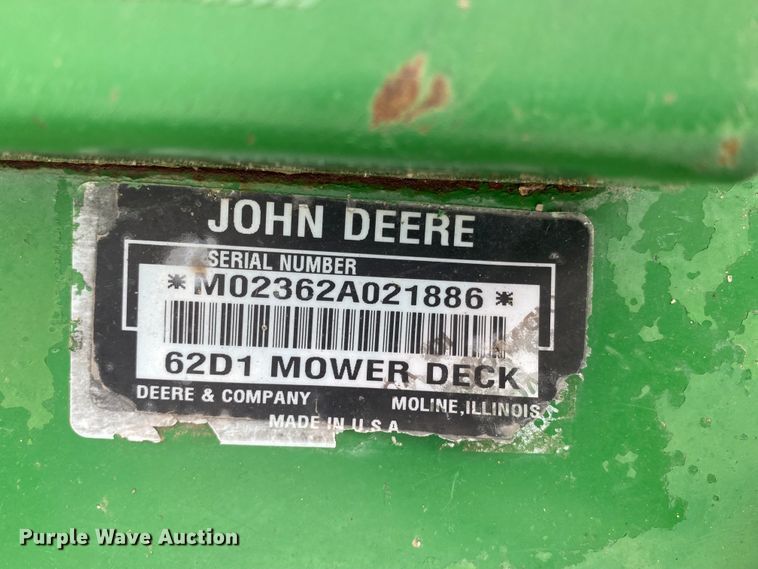 JOHN DEERE
SERIAL NUMBER
*M02362A021886*
62D1 MOWER DECK
DEERE & COMPANY MOLINE, ILLINOIS
MADE IN U.S.A
Purple Wave Auction